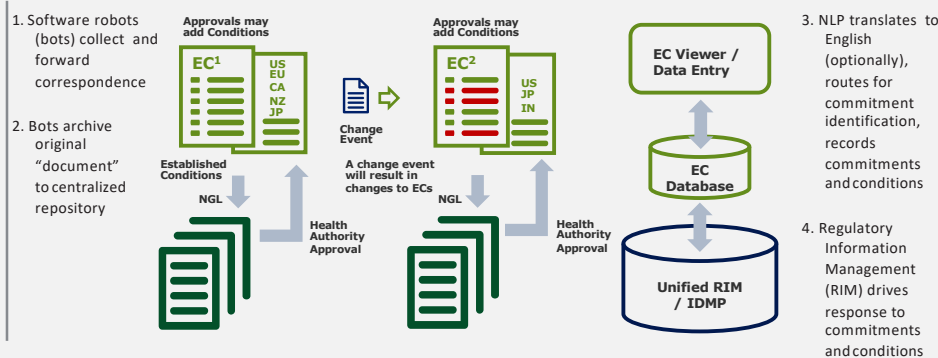 1. Software robots
(bots) collect and
forward
correspondence
2. Bots archive
original
“document”
to centralized
repository
Approvals may
add Conditions
EC1
US
EU
CA
NZ
JP
Established
Conditions
NGL
Health
Authority
Approval
Change
Event
A change event
will result in
changes to ECs
Approvals may
add Conditions
EC2
US
JP
IN
NGL
Health
Authority
Approval
EC Viewer /
Data Entry
EC
Database
Unified RIM
/ IDMP
3. NLP translates to
English
(optionally),
routes for
commitment
identification,
records
commitments
and conditions
4. Regulatory
Information
Management
(RIM) drives
response to
commitments
and conditions